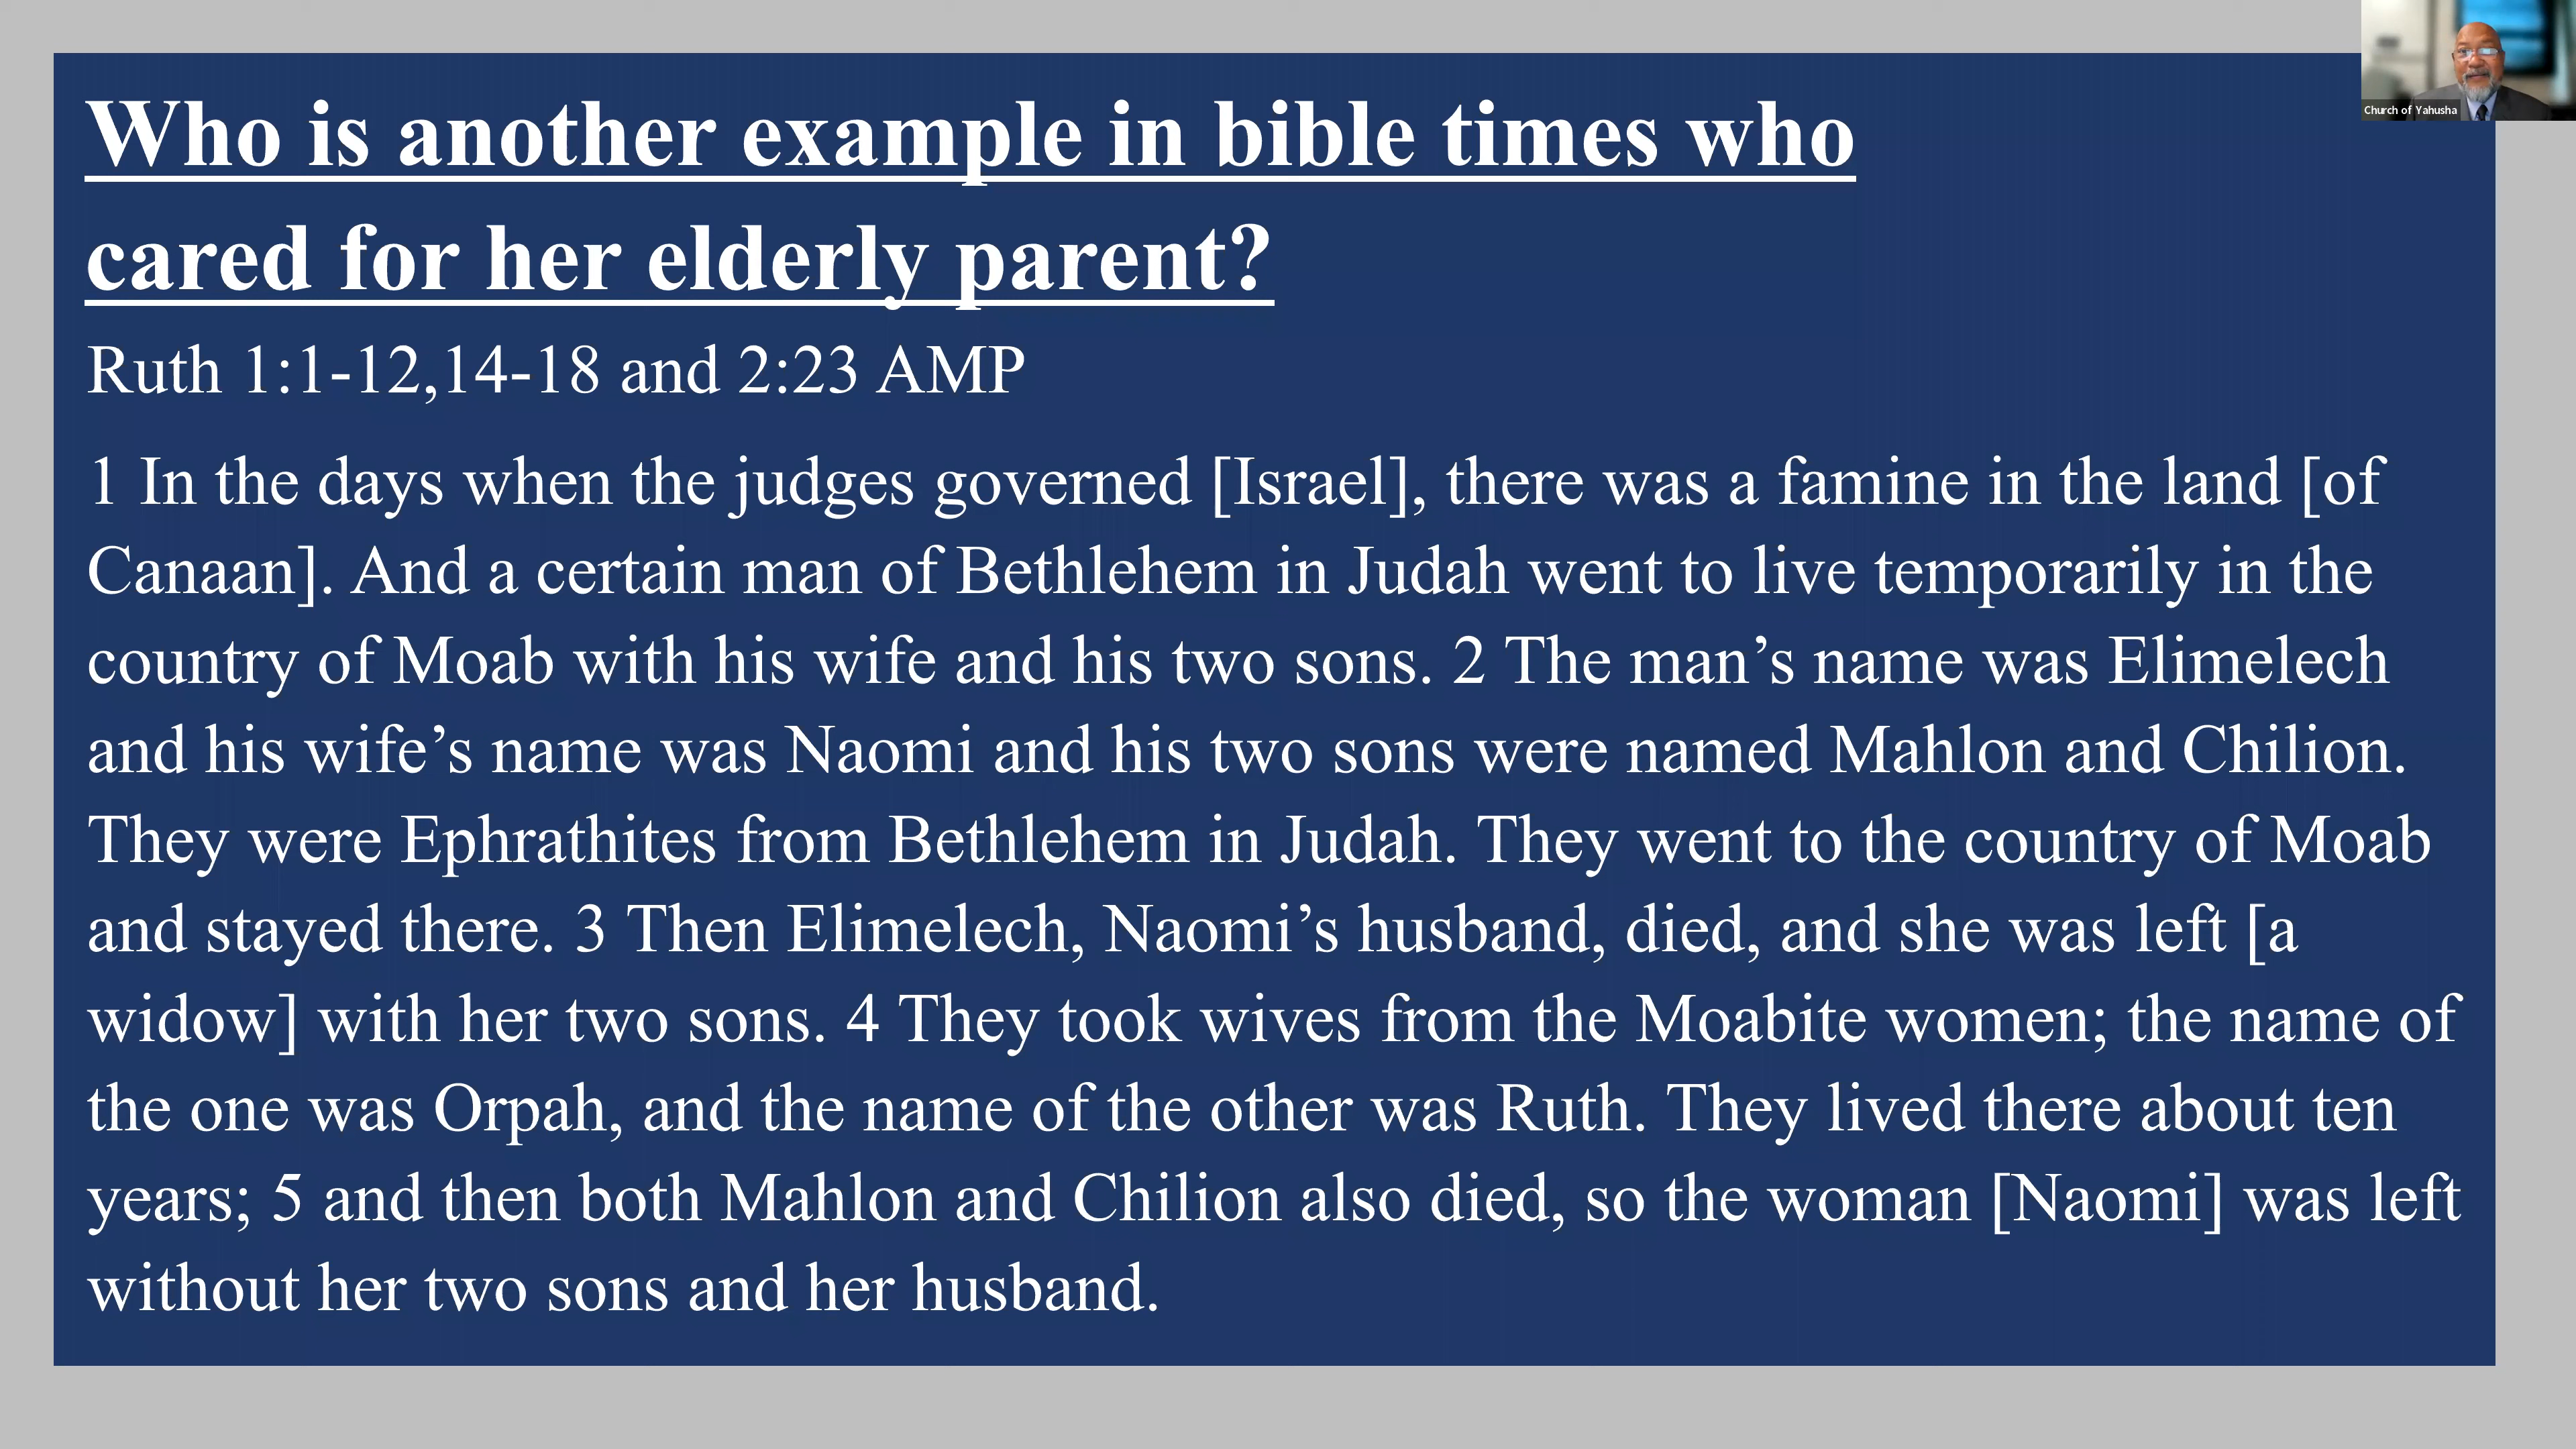 Who is another example in bible times who
cared for her elderly parent?
Ruth 1:1-12,14-18 and 2:23 AMP
1 In the days when the judges governed [Israel], there was a famine in the land [of
Canaan]. And a certain man of Bethlehem in Judah went to live temporarily in the
country of Moab with his wife and his two sons. 2 The man’s name was Elimelech
and his wife’s name was Naomi and his two sons were named Mahlon and Chilion.
They were Ephrathites from Bethlehem in Judah. They went to the country of Moab
and stayed there. 3 Then Elimelech, Naomi’s husband, died, and she was left [a
widow] with her two sons. 4 They took wives from the Moabite women; the name of
the one was Orpah, and the name of the other was Ruth. They lived there about ten
years; 5 and then both Mahlon and Chilion also died, so the woman [Naomi] was left
without her two sons and her husband.
Church of Yahusha